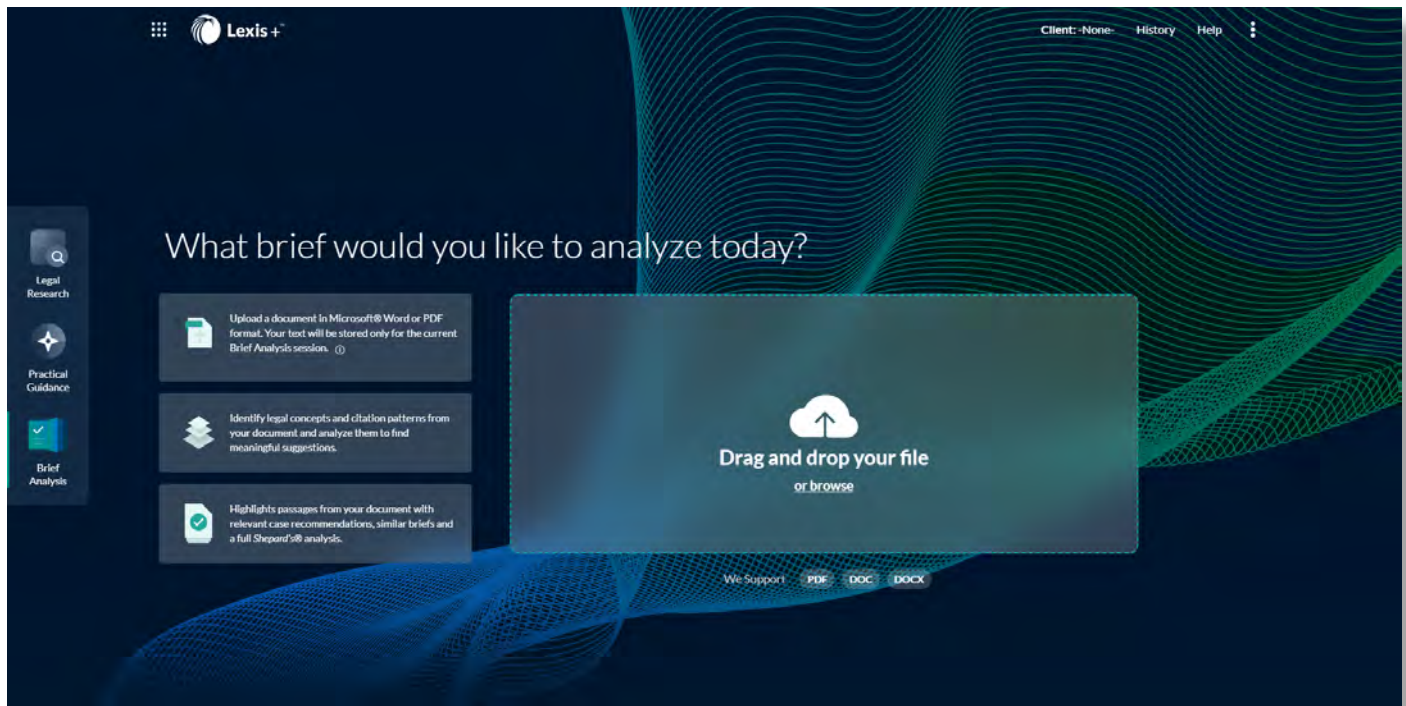 Lexis+™
Client: -None- History Help
Legal
Research
Practical
Guidance
Brief
Analysis
What brief would you like to analyze today?
Upload a document in Microsoft® Word or PDF
format. Your text will be stored only for the current
Brief Analysis session.
Identify legal concepts and citation patterns from
your document and analyze them to find
meaningful suggestions.
Highlights passages from your document with
relevant case recommendations, similar briefs and
a full Shepard's® analysis.
Drag and drop your file
or browse
We Support PDF DOC DOCX